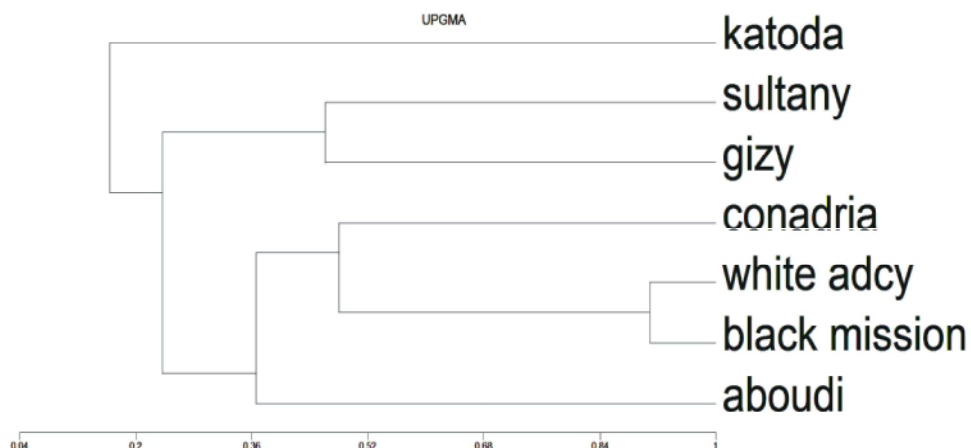 UPGMA
katoda
sultany
gizy
conadria
white adcy
black mission
aboudi
0.04 0.2 0.36 0.52 0.68 0.84 1